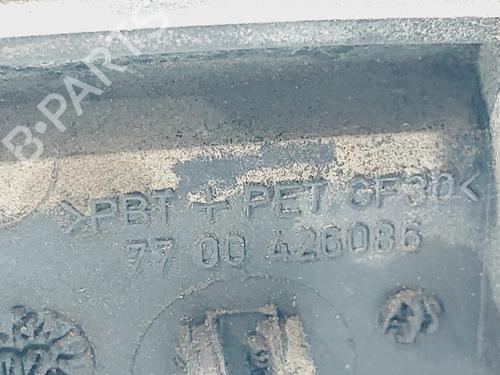 B-PARTS
>PBT + PET GF30<
77 00 426086